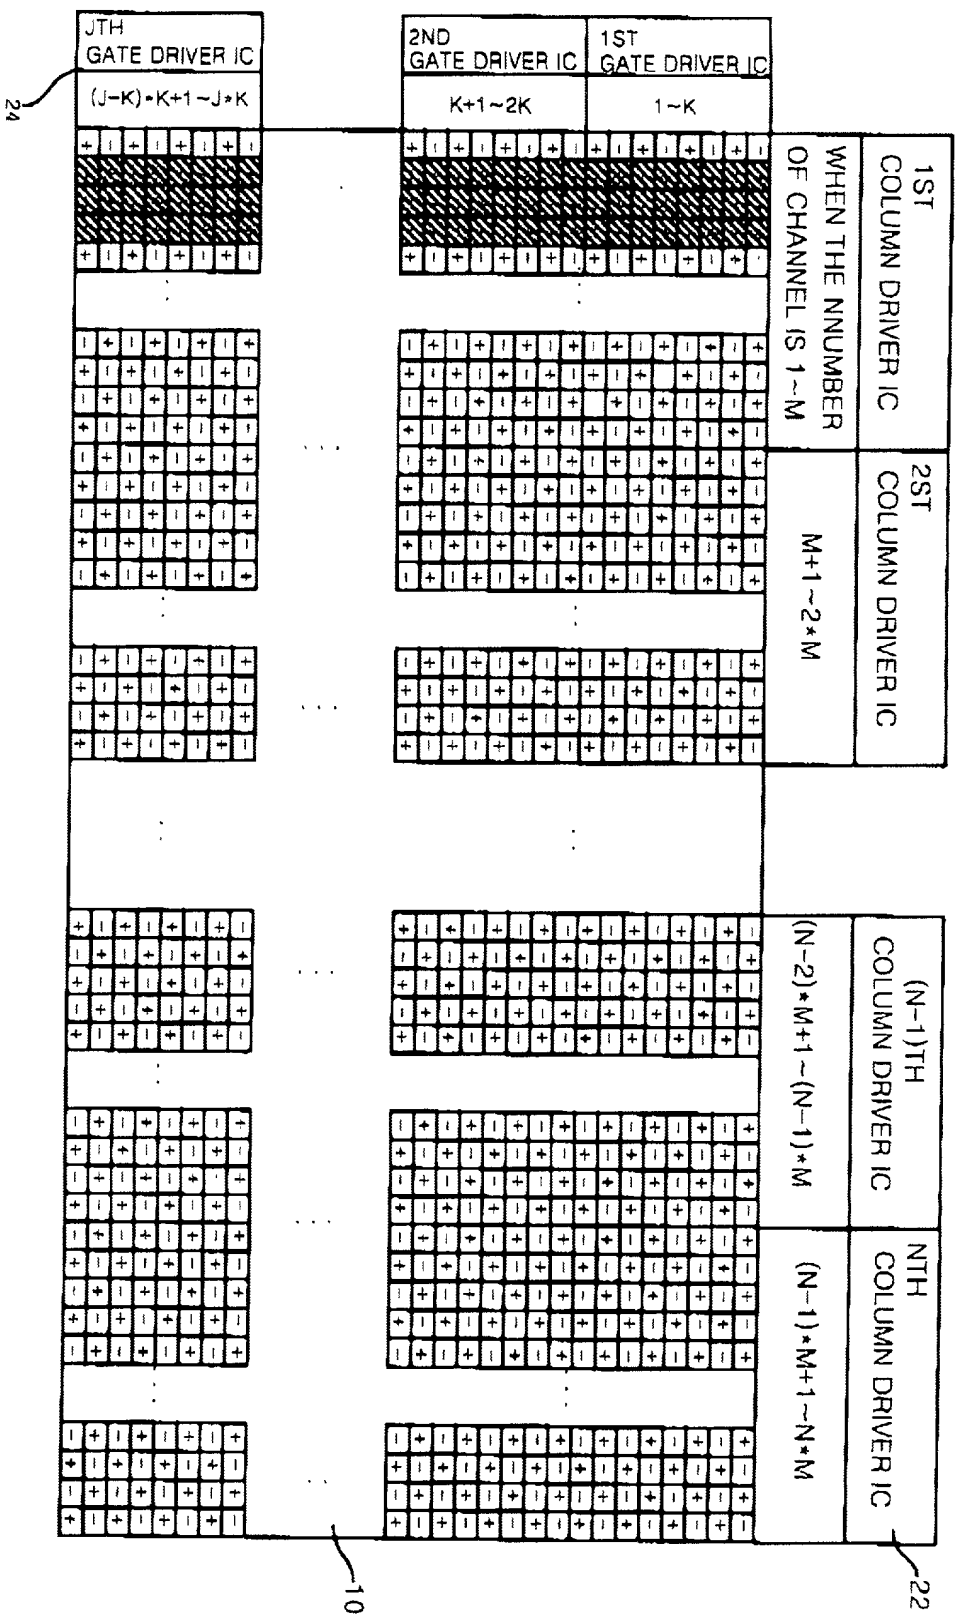 JTH
GATE DRIVER IC
(J-K)*K+1~J*K
2ND
GATE DRIVER IC
K+1~2K
1ST
GATE DRIVER IC
1~K
24
1ST
COLUMN DRIVER IC
WHEN THE NNUMBER
OF CHANNEL IS 1~M
2ST
COLUMN DRIVER IC
M+1~2*M
(N-1)TH
COLUMN DRIVER IC
(N-2)*M+1~(N-1)*M
NTH
COLUMN DRIVER IC
(N-1)*M+1~N*M
22
10